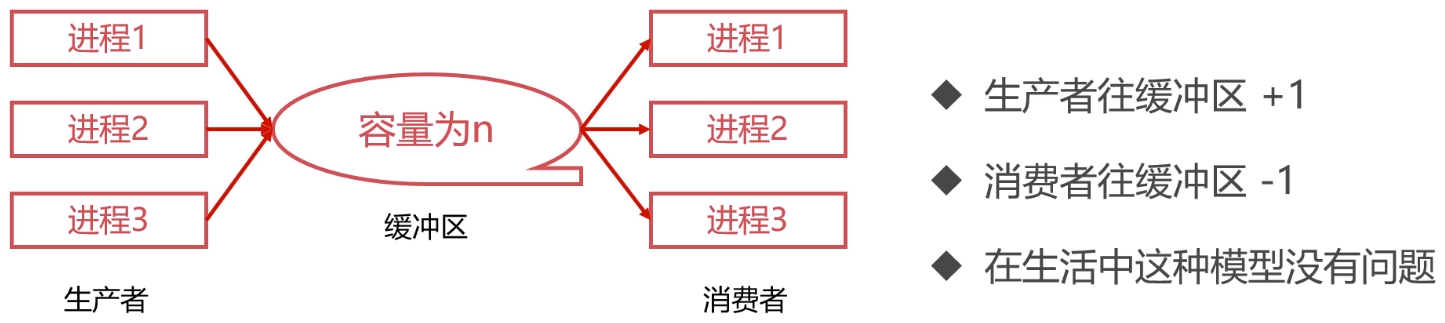 进程1
进程2
进程3
生产者
容量为n
缓冲区
进程1
进程2
进程3
消费者
生产者往缓冲区 +1
消费者往缓冲区 -1
在生活中这种模型没有问题